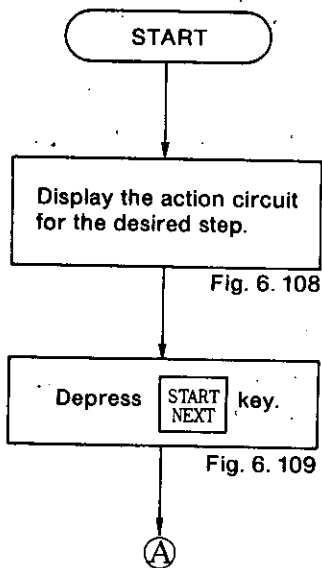 START
Display the action circuit
for the desired step.
Fig. 6. 108
Depress START NEXT key.
Fig. 6. 109
A